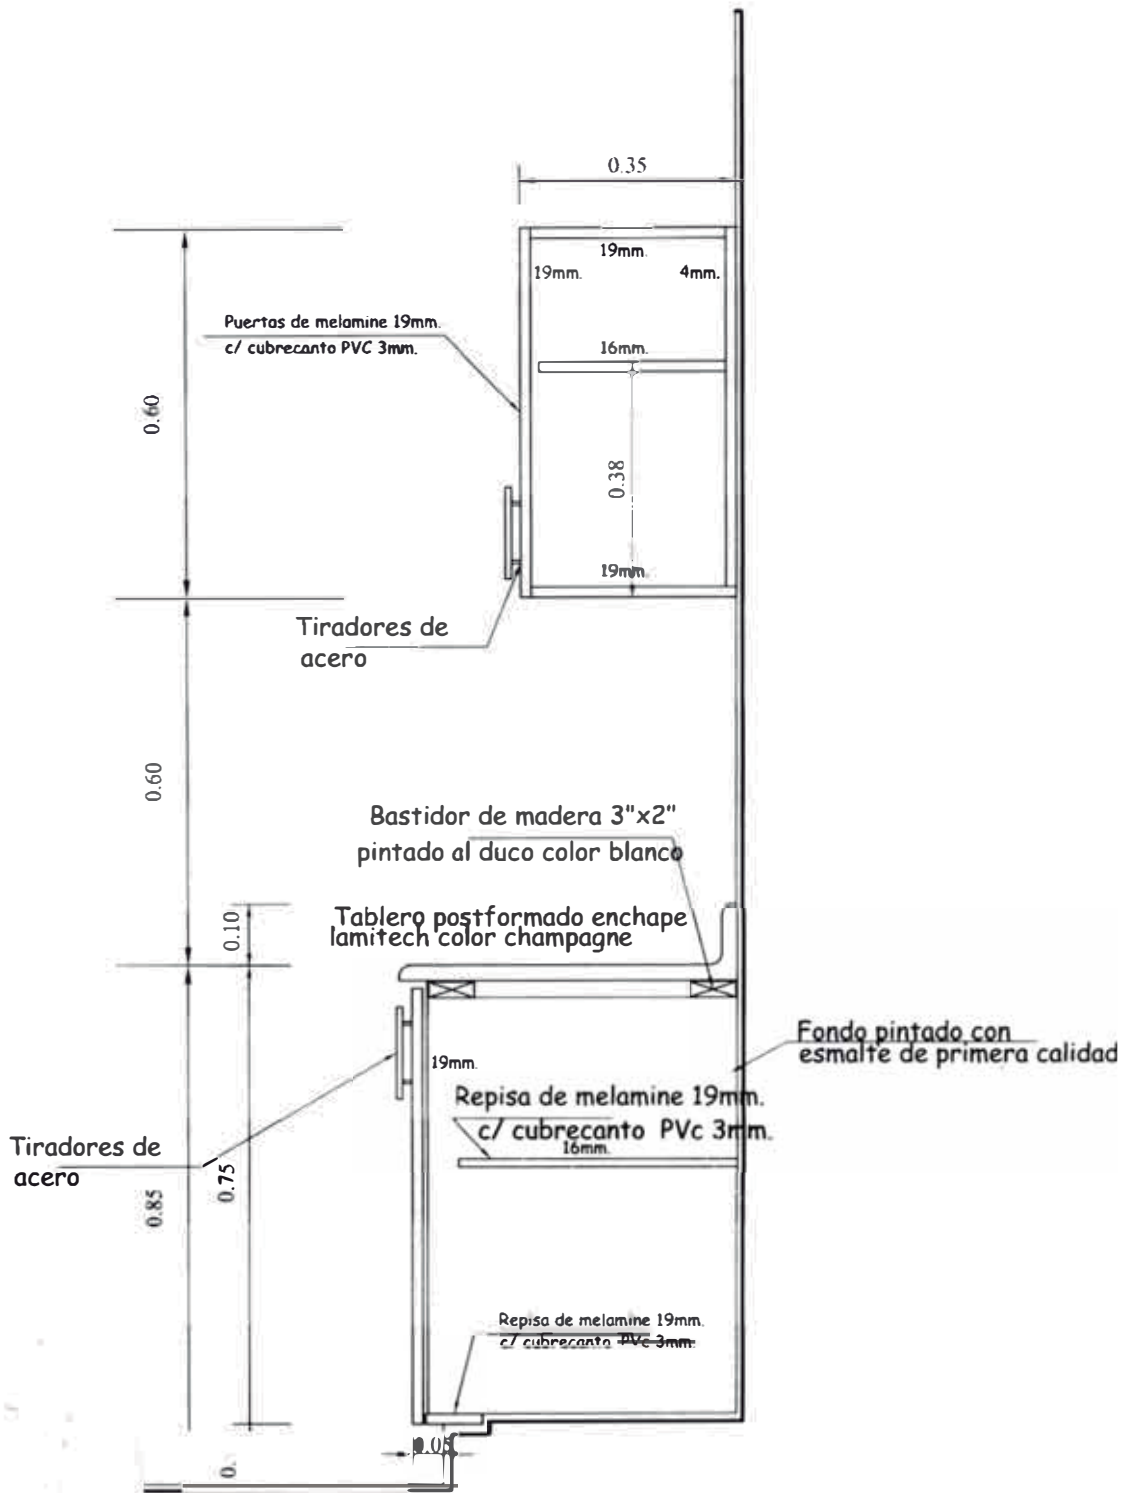 0.35
19mm.
19mm.
4mm.
Puertas de melamine 19mm.
c/ cubrecanto PVC 3mm.
16mm.
0.60
0.38
19mm.
Tiradores de
acero
0.60
Bastidor de madera 3"x2"
pintado al duco color blanco
0.10
Tablero postformado enchape
lamitech color champagne
Fondo pintado con
esmalte de primera calidad
19mm.
Repisa de melamine 19mm.
c/ cubrecanto PVc 3mm.
16mm.
Tiradores de
acero
0.75
0.85
Repisa de melamine 19mm.
c/ cubrecanto PVc 3mm.
0.05
0.